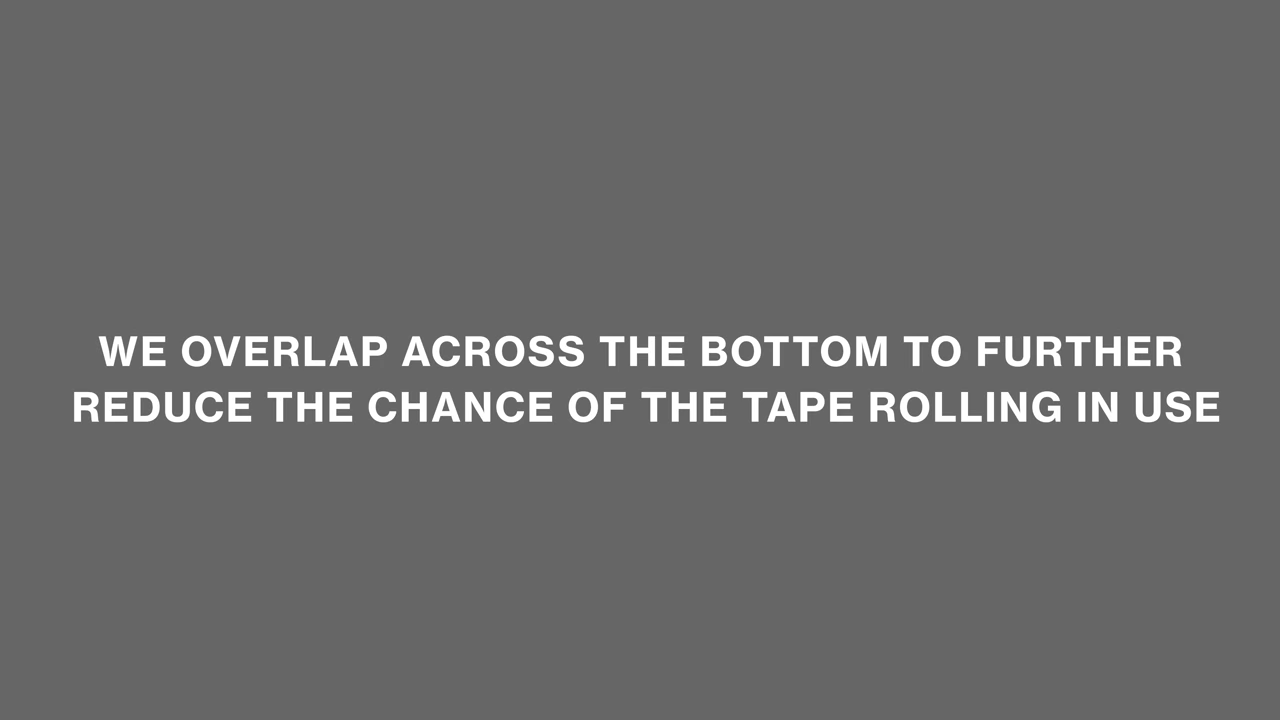 WE OVERLAP ACROSS THE BOTTOM TO FURTHER
REDUCE THE CHANCE OF THE TAPE ROLLING IN USE